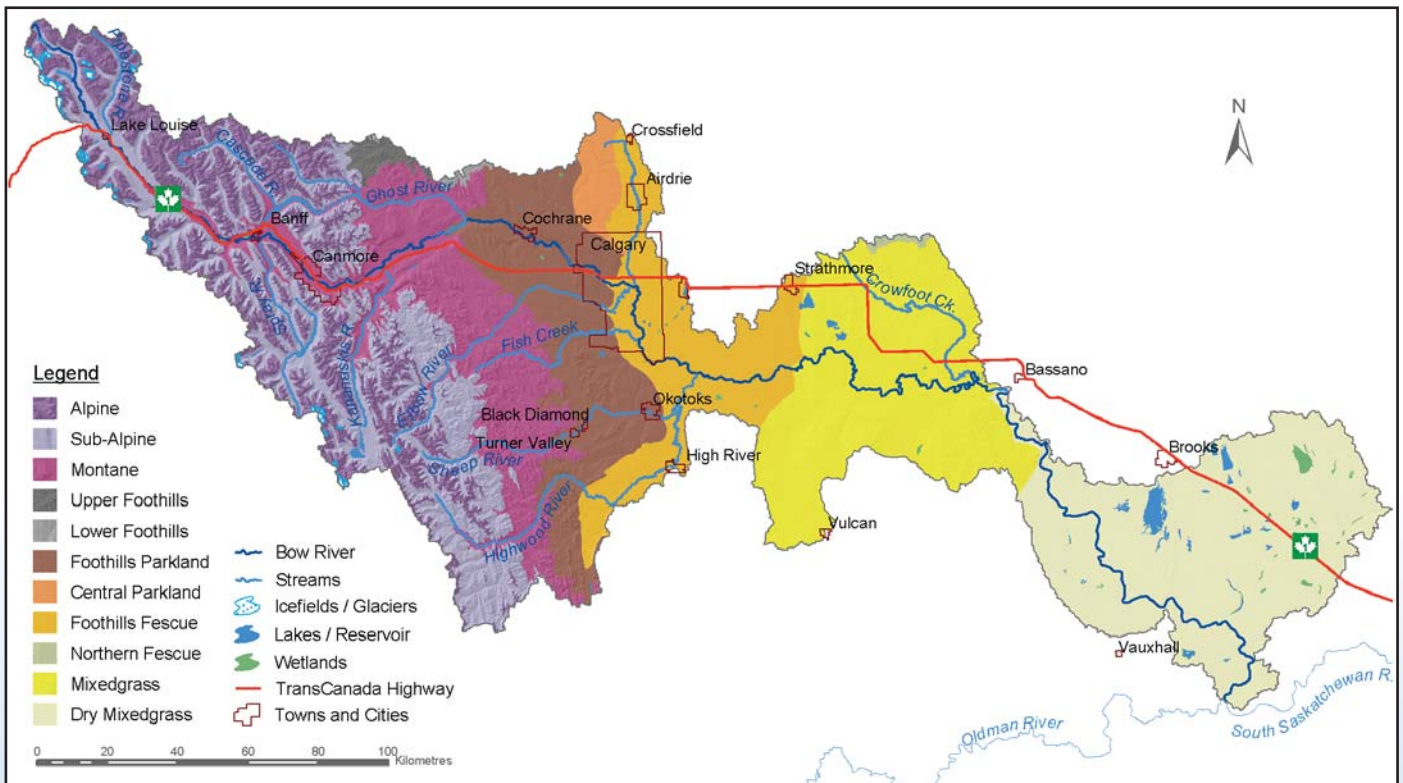 Pipestone R.
Lake Louise
Cascade R.
Ghost River
Banff
Canmore
Spray R.
Kananaskis R.
Elbow River
Fish Creek
Cochrane
Calgary
Crossfield
Airdrie
N
Strathmore
Crowfoot Ck.
Bassano
Brooks
Black Diamond
Turner Valley
Okotoks
High River
Sheep River
Highwood River
Vulcan
Vauxhall
Oldman River
South Saskatchewan R.
1
1
Legend
Alpine
Sub-Alpine
Montane
Upper Foothills
Lower Foothills
Foothills Parkland
Central Parkland
Foothills Fescue
Northern Fescue
Mixedgrass
Dry Mixedgrass
Bow River
Streams
Icefields / Glaciers
Lakes / Reservoir
Wetlands
TransCanada Highway
Towns and Cities
0 20 40 60 80 100
Kilometres